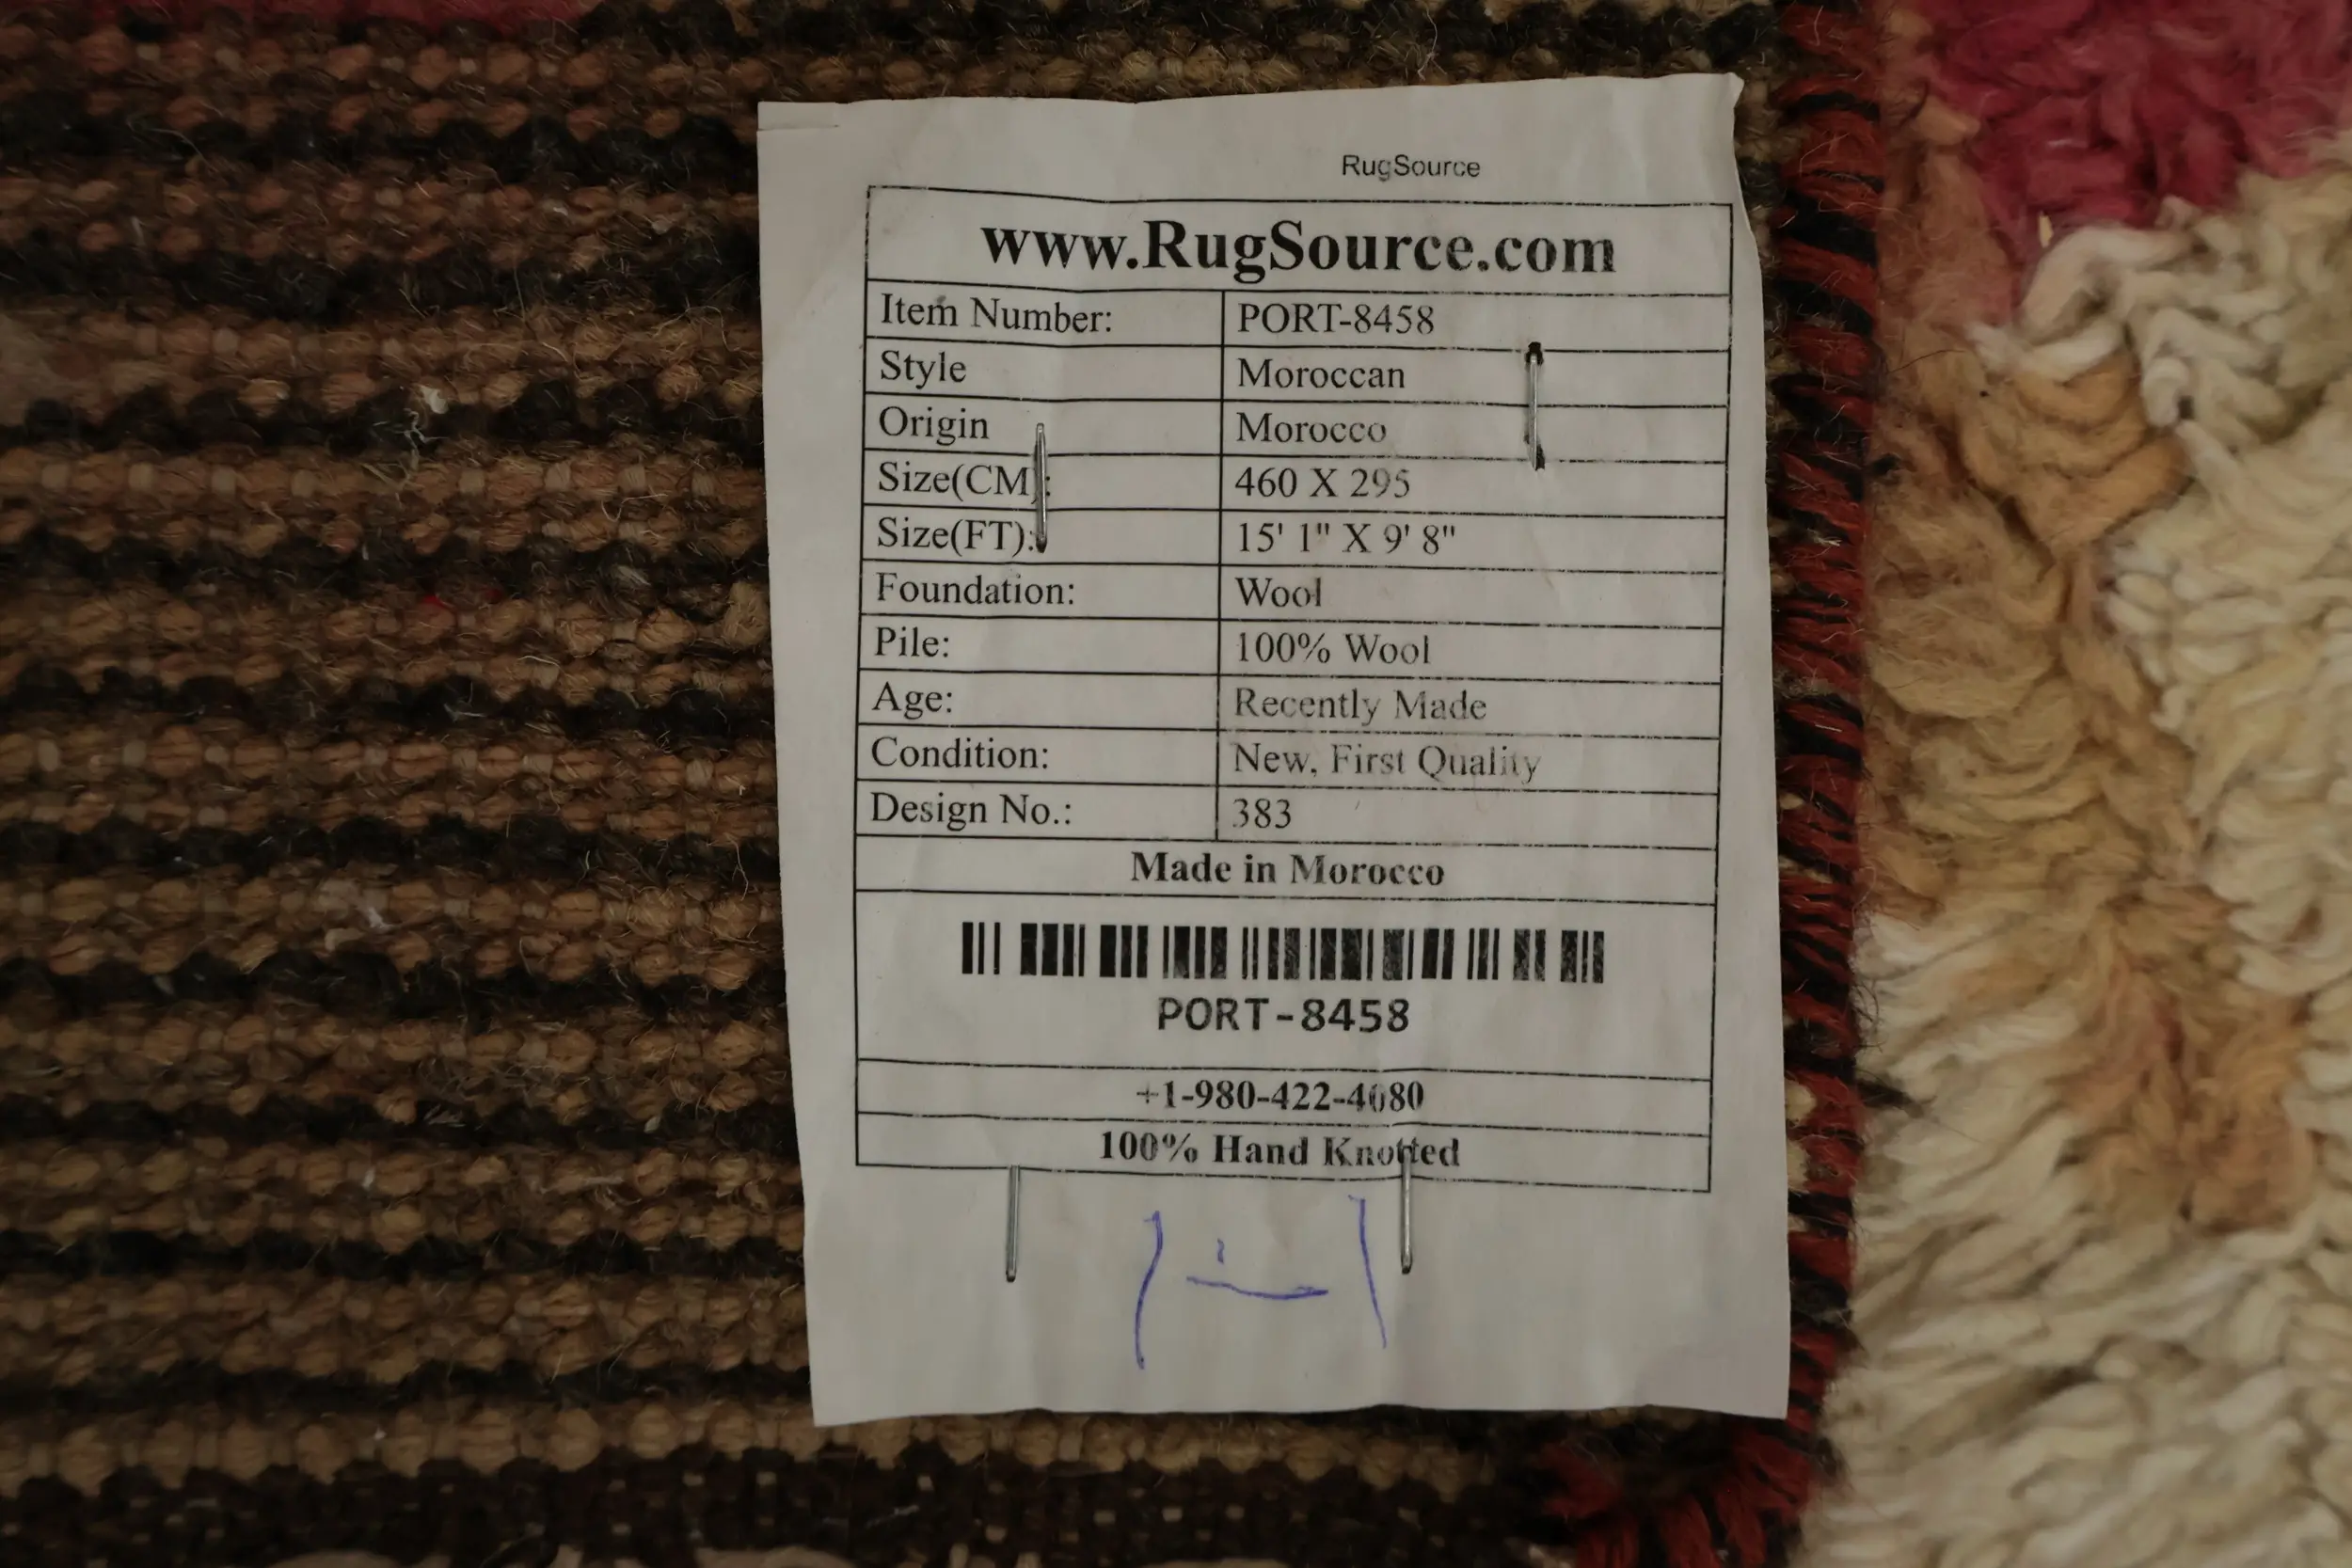 RugSource
www.RugSource.com
Item Number: PORT-8458
Style Moroccan
Origin Morocco
Size(CM): 460 X 295
Size(FT): 15' 1" X 9' 8"
Foundation: Wool
Pile: 100% Wool
Age: Recently Made
Condition: New, First Quality
Design No.: 383
Made in Morocco
PORT-8458
+1-980-422-4080
100% Hand Knotted